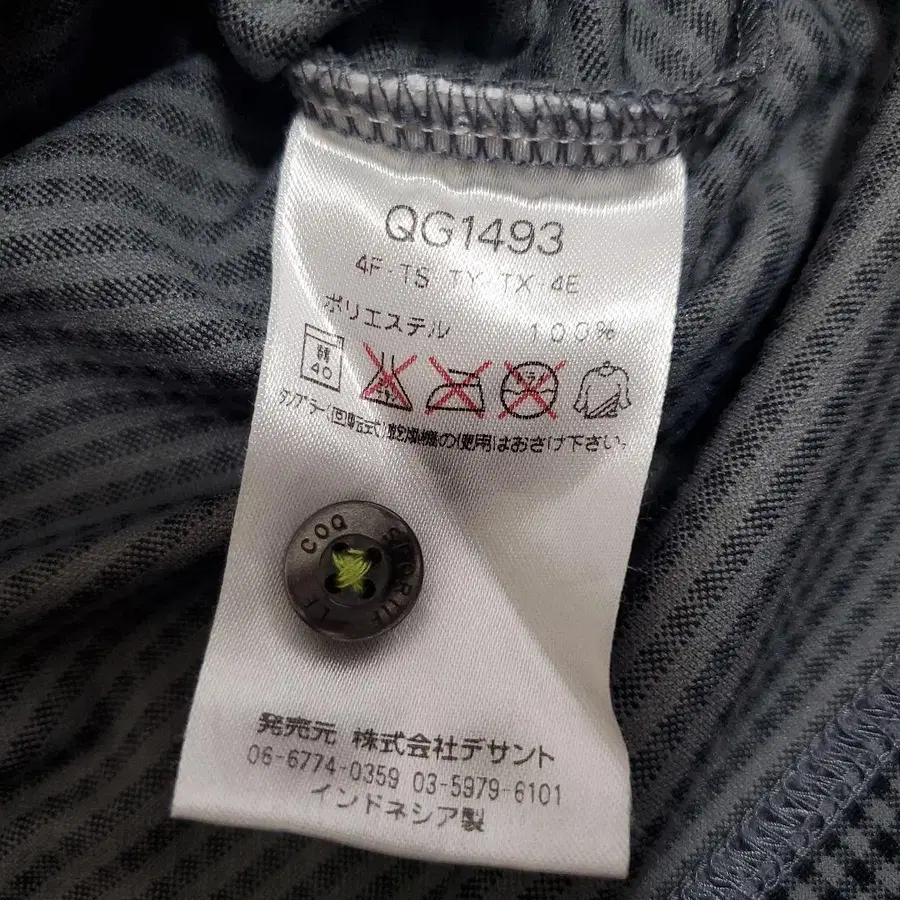 QG1493
4F·TS·TY·TX·4E
ポリエステル 100%
弱
40
タンブラー(回転式)乾燥機の使用はおさけ下さい。
LE COQ SPORTIF
発売元 株式会社デサント
06-6774-0359 03-5979-6101
インドネシア製